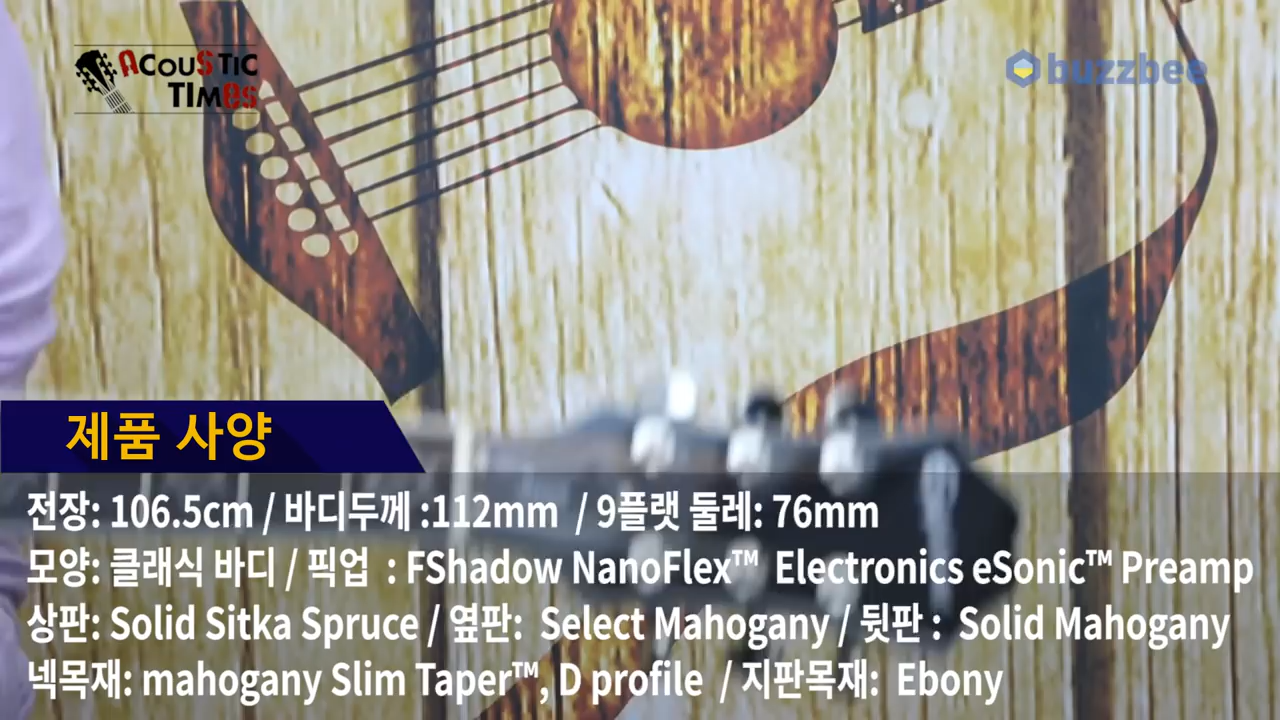 AcouSTic
TIMes
buzzbee
제품 사양
전장: 106.5cm / 바디두께 :112mm / 9플랫 둘레: 76mm
모양: 클래식 바디 / 픽업 : FShadow NanoFlex™ Electronics eSonic™ Preamp
상판: Solid Sitka Spruce / 옆판: Select Mahogany / 뒷판 : Solid Mahogany
넥목재: mahogany Slim Taper™, D profile / 지판목재: Ebony